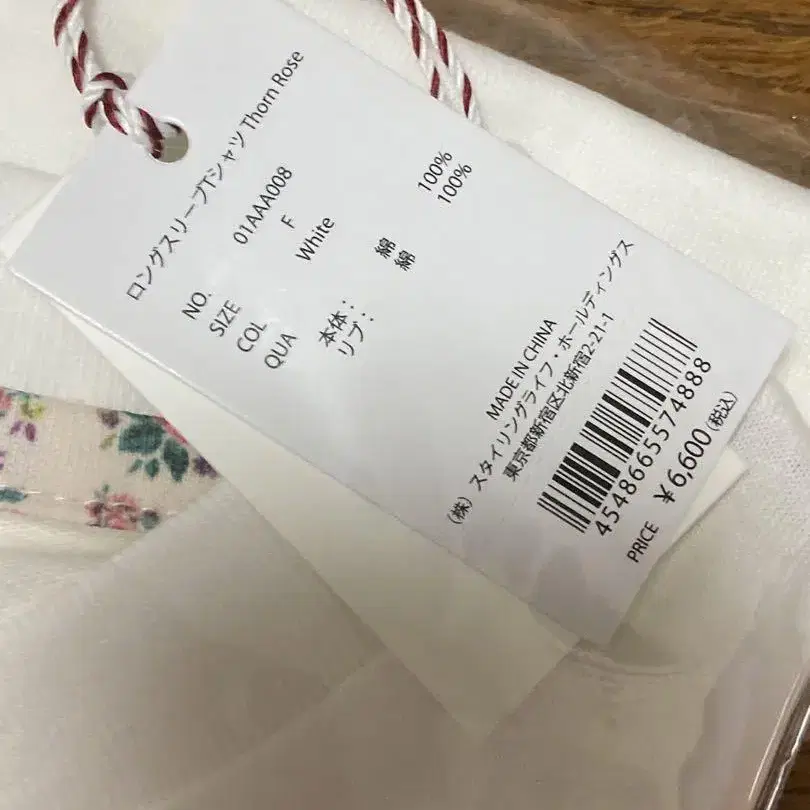 ロングスリーブTシャツ Thorn Rose
NO. 01AAA008
SIZE F
COL White
QUA 本体： 綿 100%
リブ： 綿 100%
MADE IN CHINA
（株）スタイリングライフ・ホールディングス
東京都新宿区北新宿2-21-1
4548665574888
PRICE ￥6,600（税込）